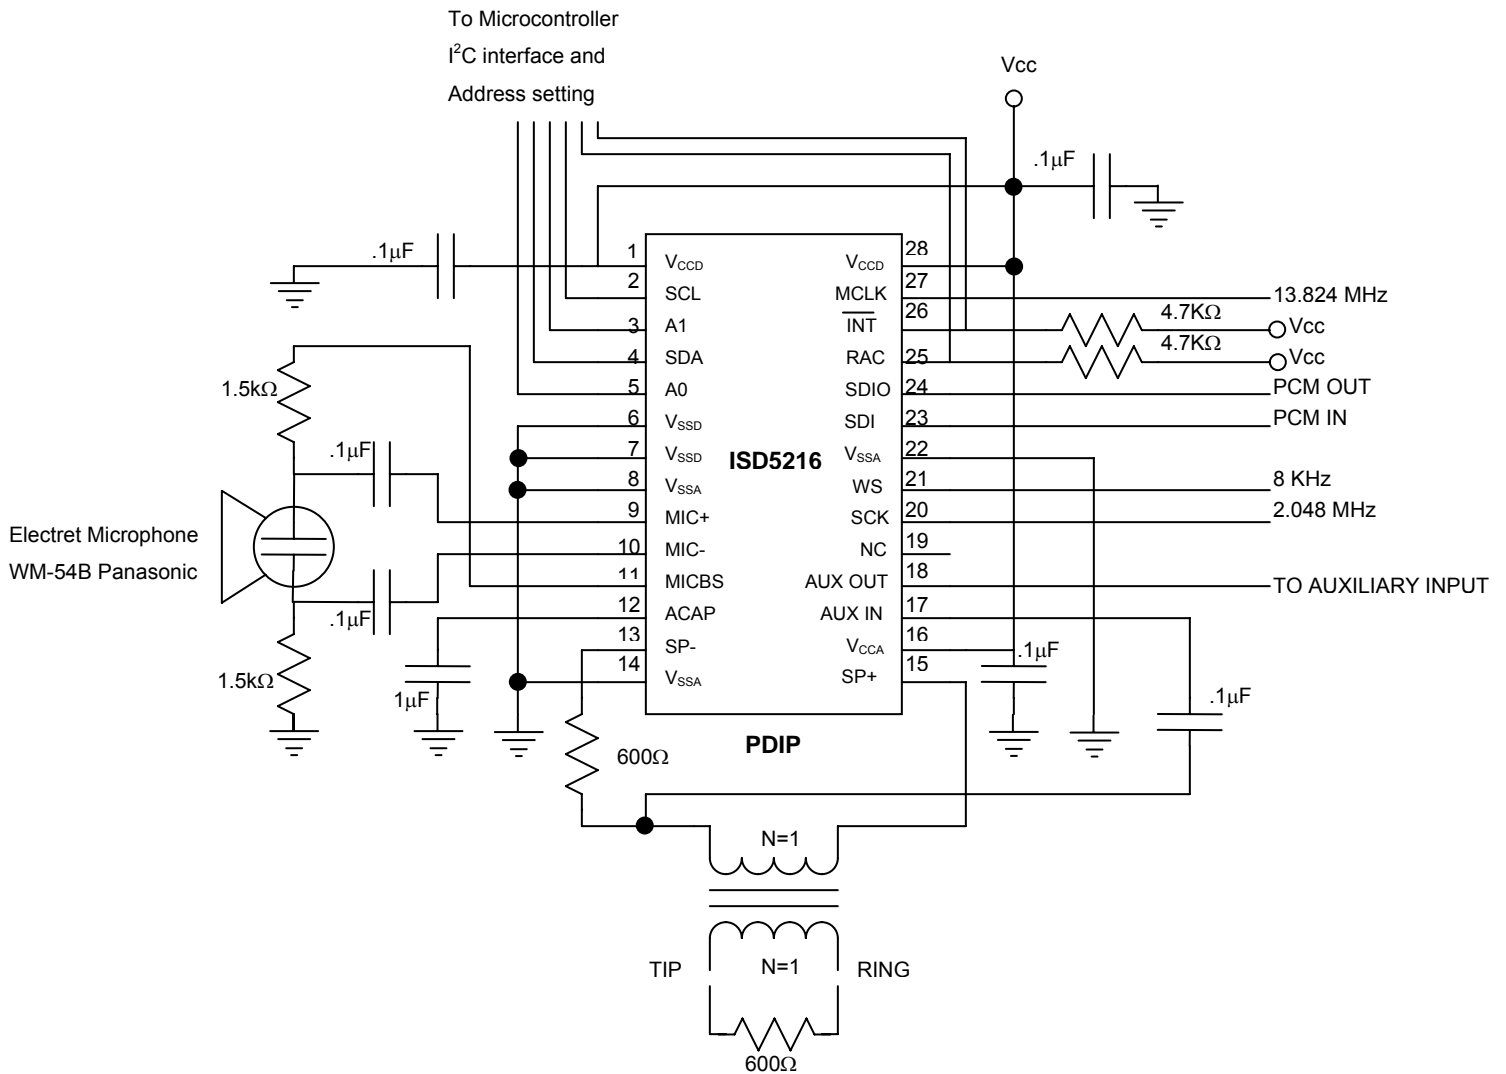 To Microcontroller
I²C interface and
Address setting
Vcc
.1μF
.1μF
1
VCCD
VCCD
28
2
SCL
MCLK
27
13.824 MHz
3
A1
INT
26
4.7KΩ
Vcc
4
SDA
RAC
25
4.7KΩ
Vcc
5
A0
SDIO
24
PCM OUT
6
VSSD
SDI
23
PCM IN
7
VSSD
ISD5216
VSSA
22
8
VSSA
WS
21
8 KHz
9
MIC+
SCK
20
2.048 MHz
10
MIC-
NC
19
11
MICBS
AUX OUT
18
TO AUXILIARY INPUT
12
ACAP
AUX IN
17
13
SP-
VCCA
16
14
VSSA
SP+
15
1.5kΩ
.1μF
Electret Microphone
WM-54B Panasonic
.1μF
1.5kΩ
1μF
.1μF
.1μF
PDIP
600Ω
N=1
TIP
N=1
RING
600Ω